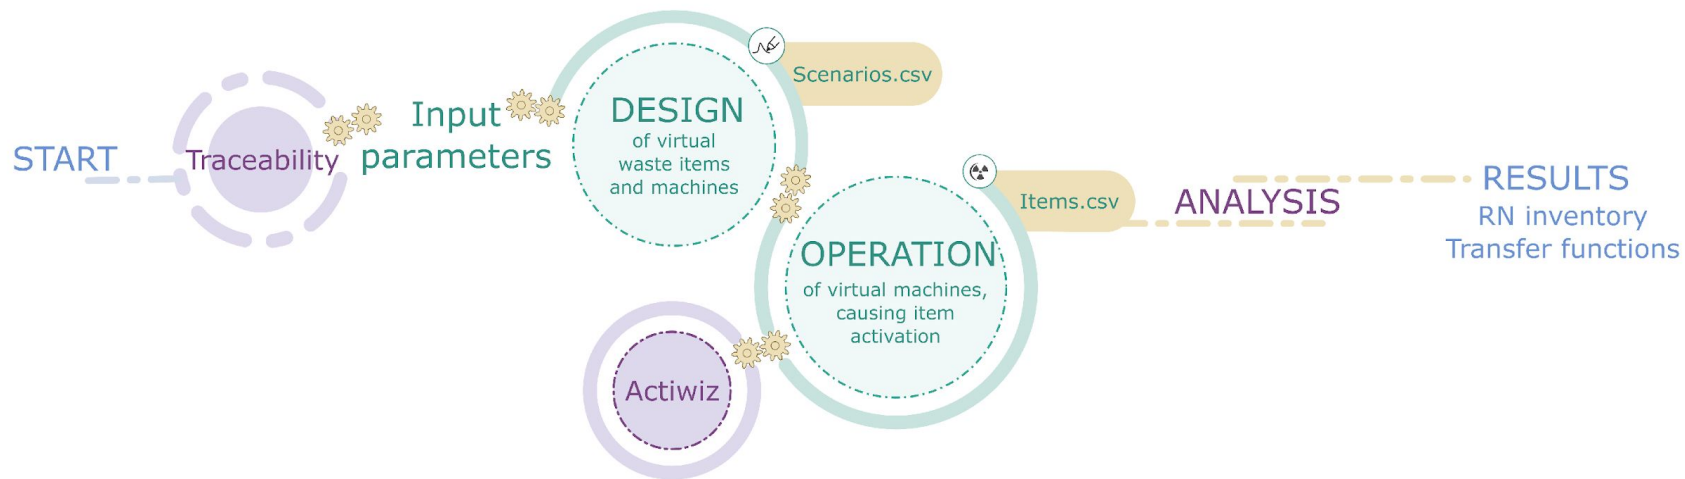 START
Traceability
Input
parameters
DESIGN
of virtual
waste items
and machines
Scenarios.csv
OPERATION
of virtual machines,
causing item
activation
Actiwiz
Items.csv
ANALYSIS
RESULTS
RN inventory
Transfer functions